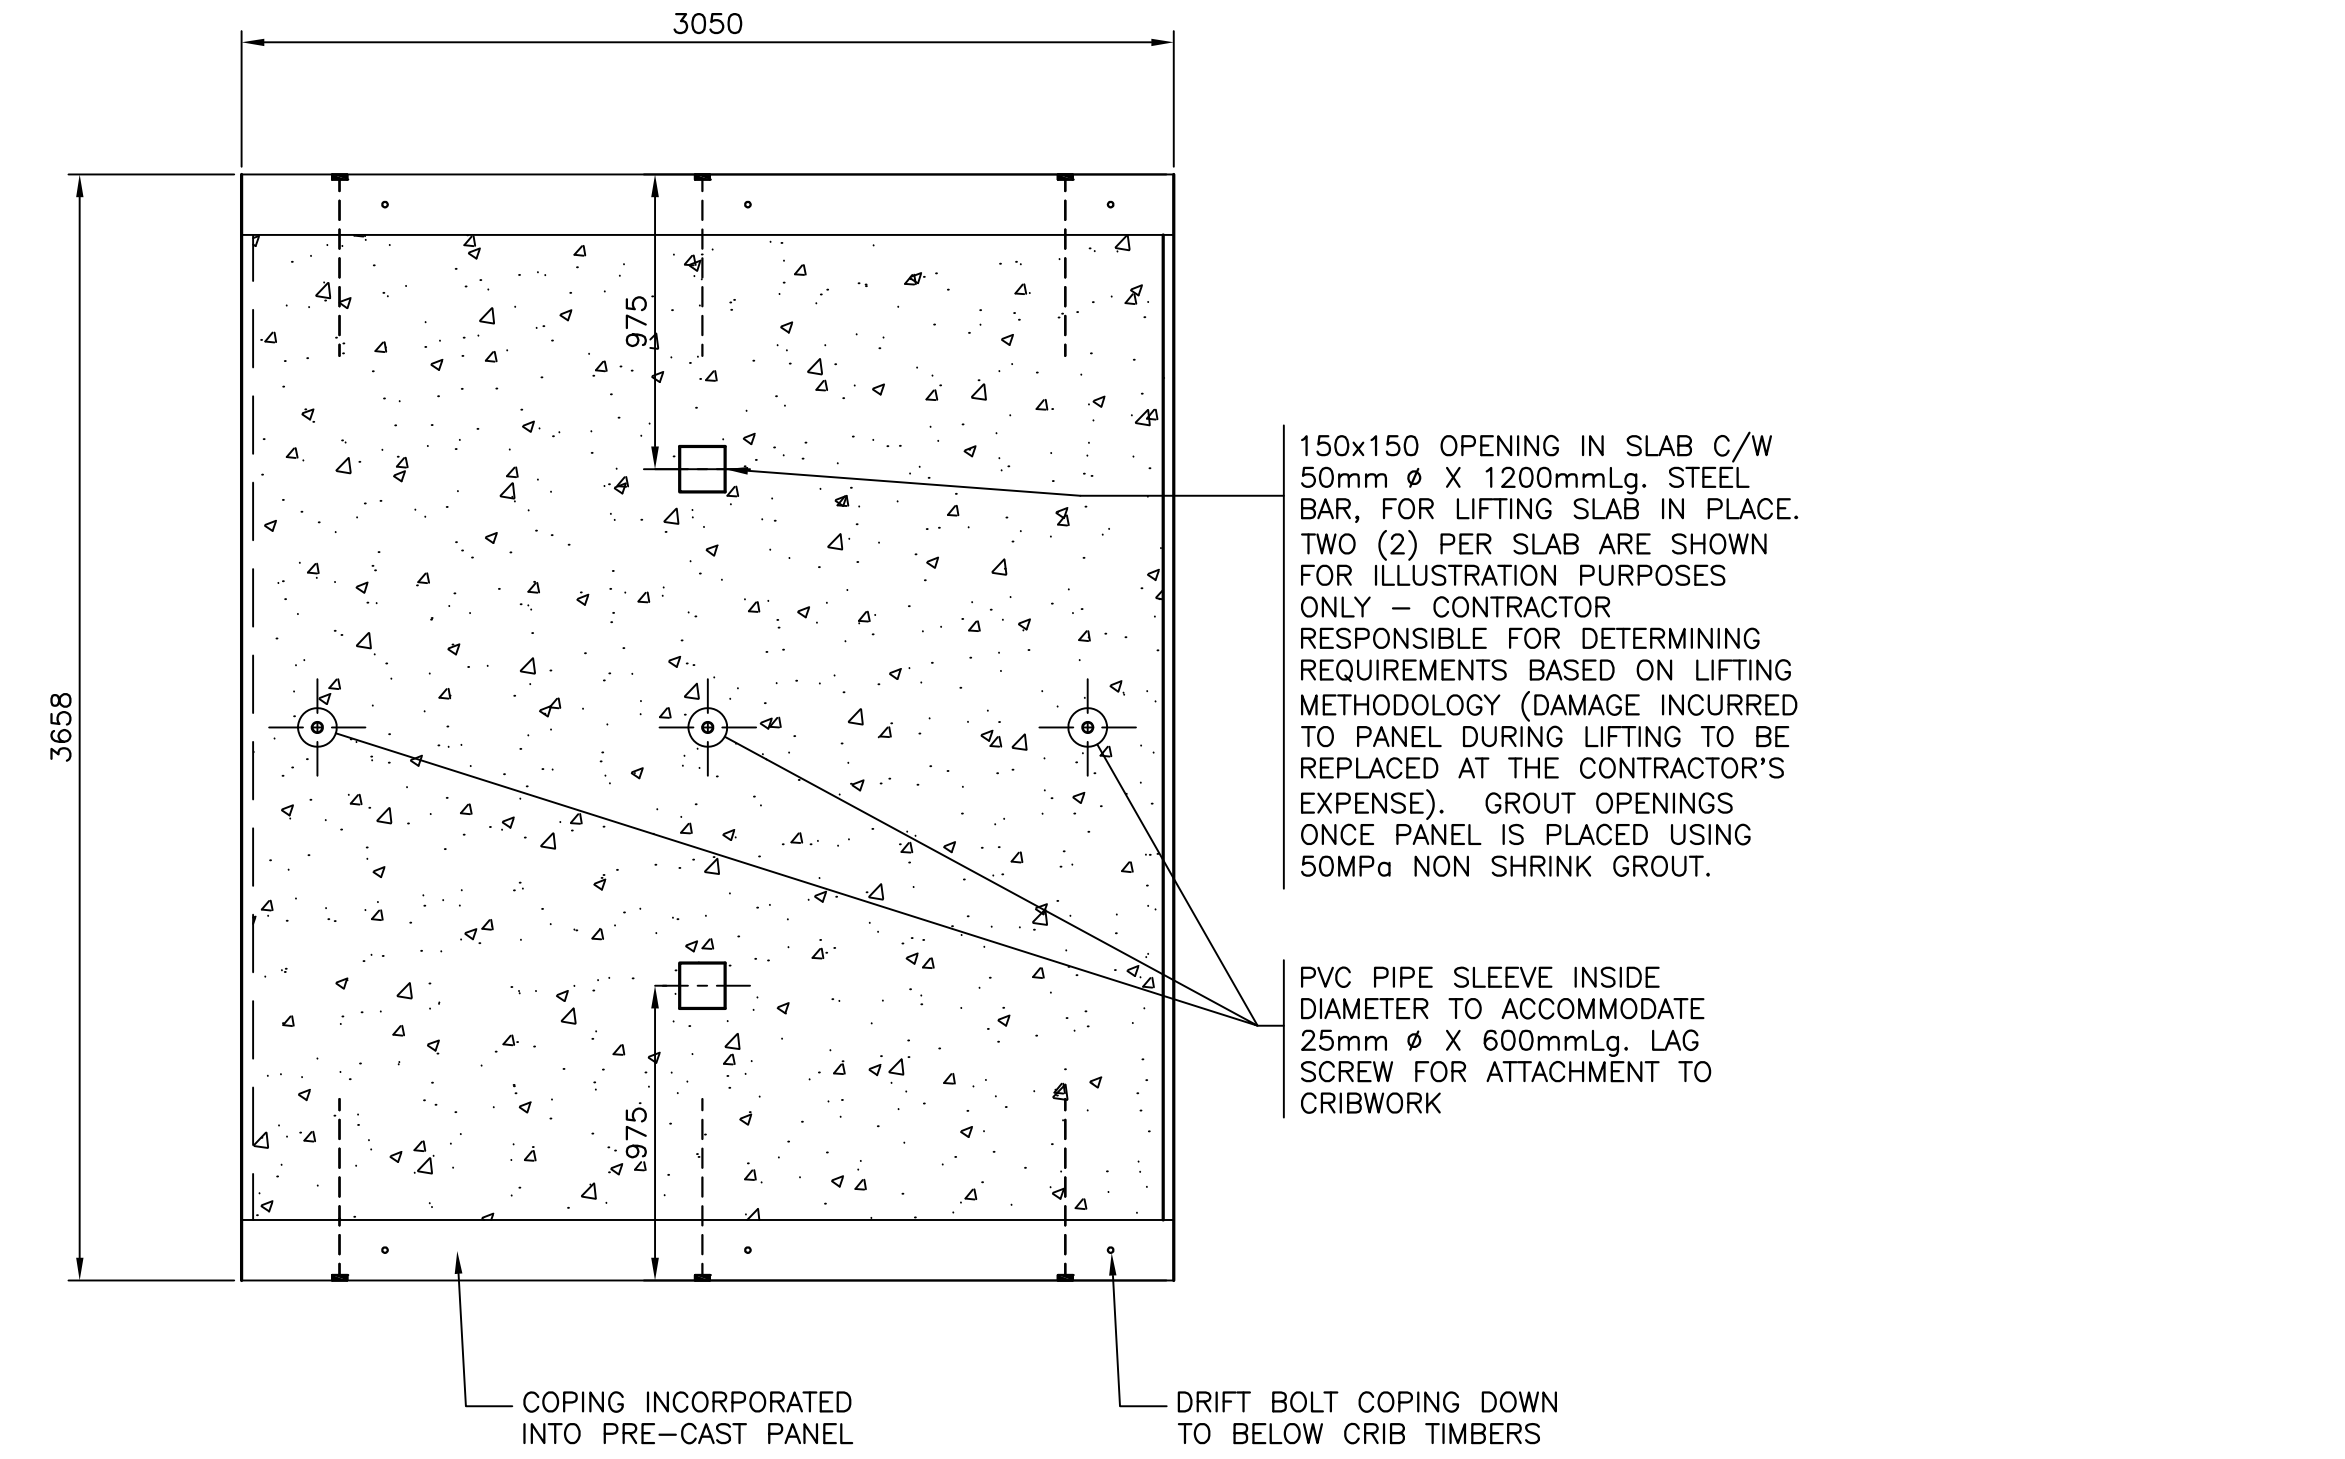 3050
975
3658
975
150x150 OPENING IN SLAB C/W
50mm ø X 1200mmLg. STEEL
BAR, FOR LIFTING SLAB IN PLACE.
TWO (2) PER SLAB ARE SHOWN
FOR ILLUSTRATION PURPOSES
ONLY – CONTRACTOR
RESPONSIBLE FOR DETERMINING
REQUIREMENTS BASED ON LIFTING
METHODOLOGY (DAMAGE INCURRED
TO PANEL DURING LIFTING TO BE
REPLACED AT THE CONTRACTOR'S
EXPENSE). GROUT OPENINGS
ONCE PANEL IS PLACED USING
50MPa NON SHRINK GROUT.
PVC PIPE SLEEVE INSIDE
DIAMETER TO ACCOMMODATE
25mm ø X 600mmLg. LAG
SCREW FOR ATTACHMENT TO
CRIBWORK
COPING INCORPORATED
INTO PRE–CAST PANEL
DRIFT BOLT COPING DOWN
TO BELOW CRIB TIMBERS